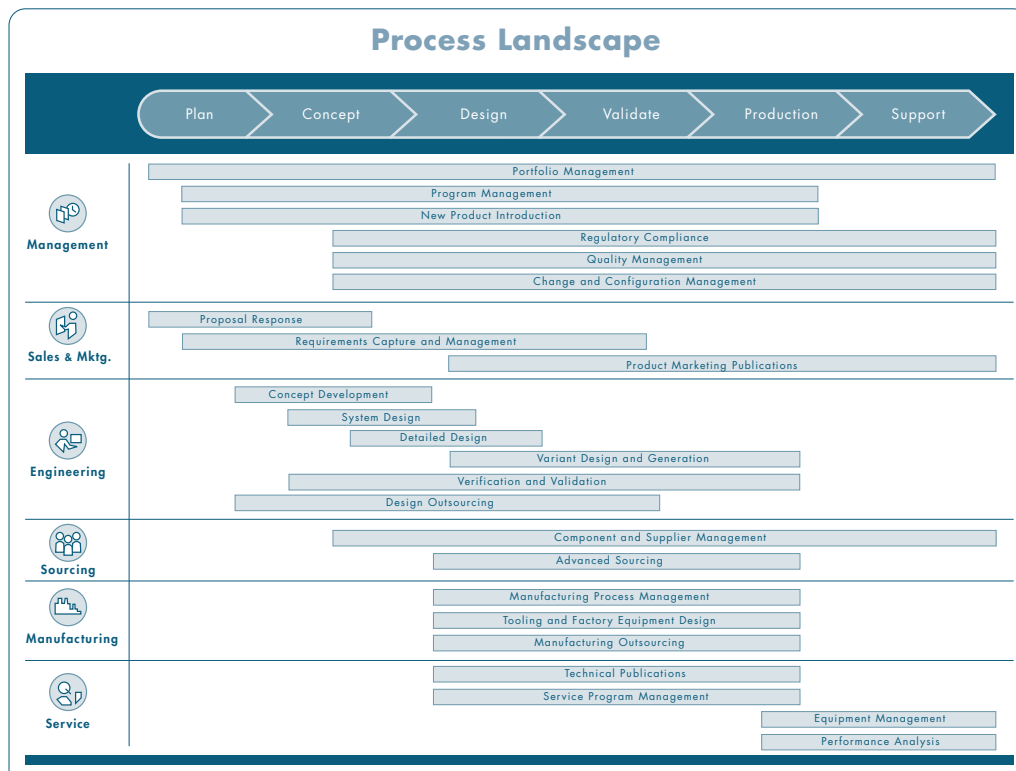 Process Landscape
Plan
Concept
Design
Validate
Production
Support
Management
Portfolio Management
Program Management
New Product Introduction
Regulatory Compliance
Quality Management
Change and Configuration Management
Sales & Mktg.
Proposal Response
Requirements Capture and Management
Product Marketing Publications
Engineering
Concept Development
System Design
Detailed Design
Variant Design and Generation
Verification and Validation
Design Outsourcing
Sourcing
Component and Supplier Management
Advanced Sourcing
Manufacturing
Manufacturing Process Management
Tooling and Factory Equipment Design
Manufacturing Outsourcing
Service
Technical Publications
Service Program Management
Equipment Management
Performance Analysis